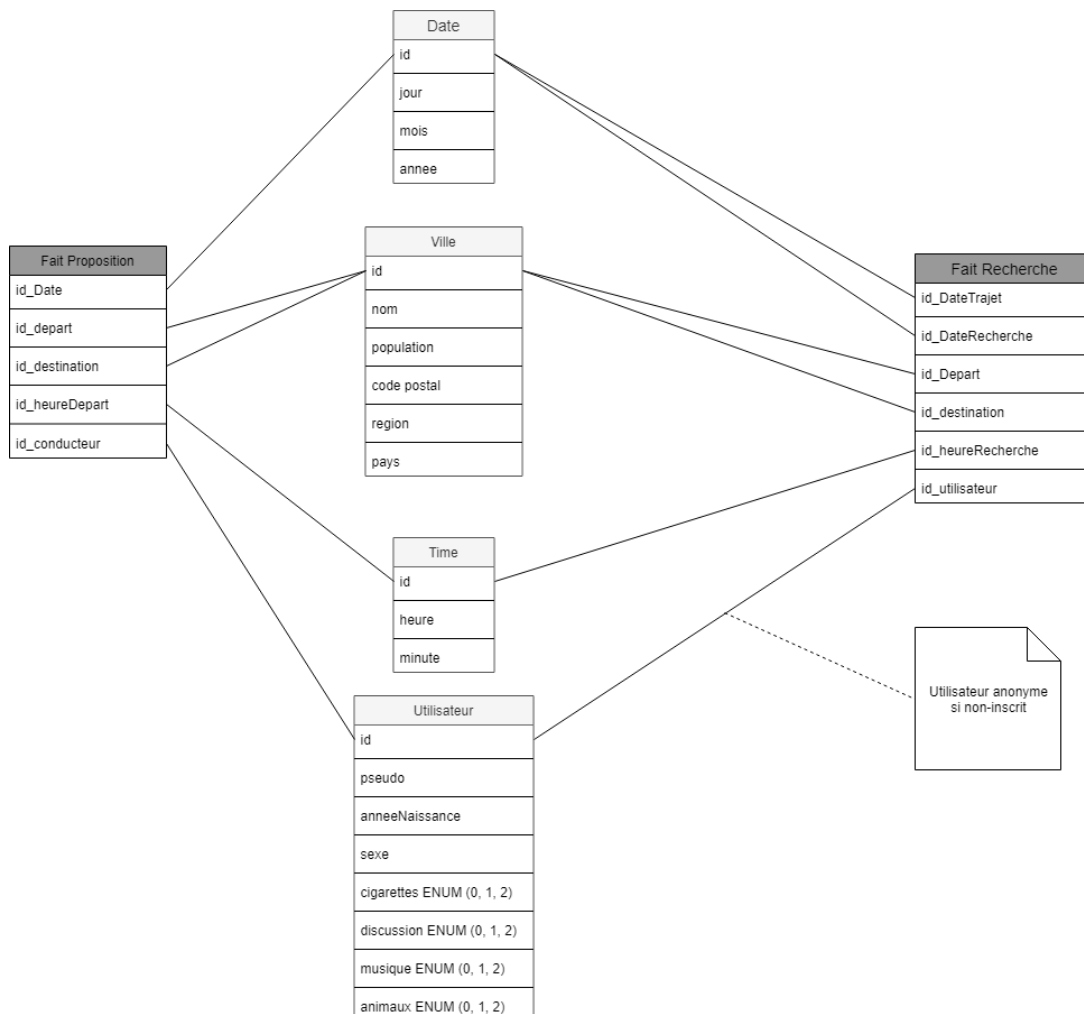 Date
id
jour
mois
annee
Ville
id
nom
population
code postal
region
pays
Fait Proposition
id_Date
id_depart
id_destination
id_heureDepart
id_conducteur
Fait Recherche
id_DateTrajet
id_DateRecherche
id_Depart
id_destination
id_heureRecherche
id_utilisateur
Time
id
heure
minute
Utilisateur anonyme
si non-inscrit
Utilisateur
id
pseudo
anneeNaissance
sexe
cigarettes ENUM (0, 1, 2)
discussion ENUM (0, 1, 2)
musique ENUM (0, 1, 2)
animaux ENUM (0, 1, 2)